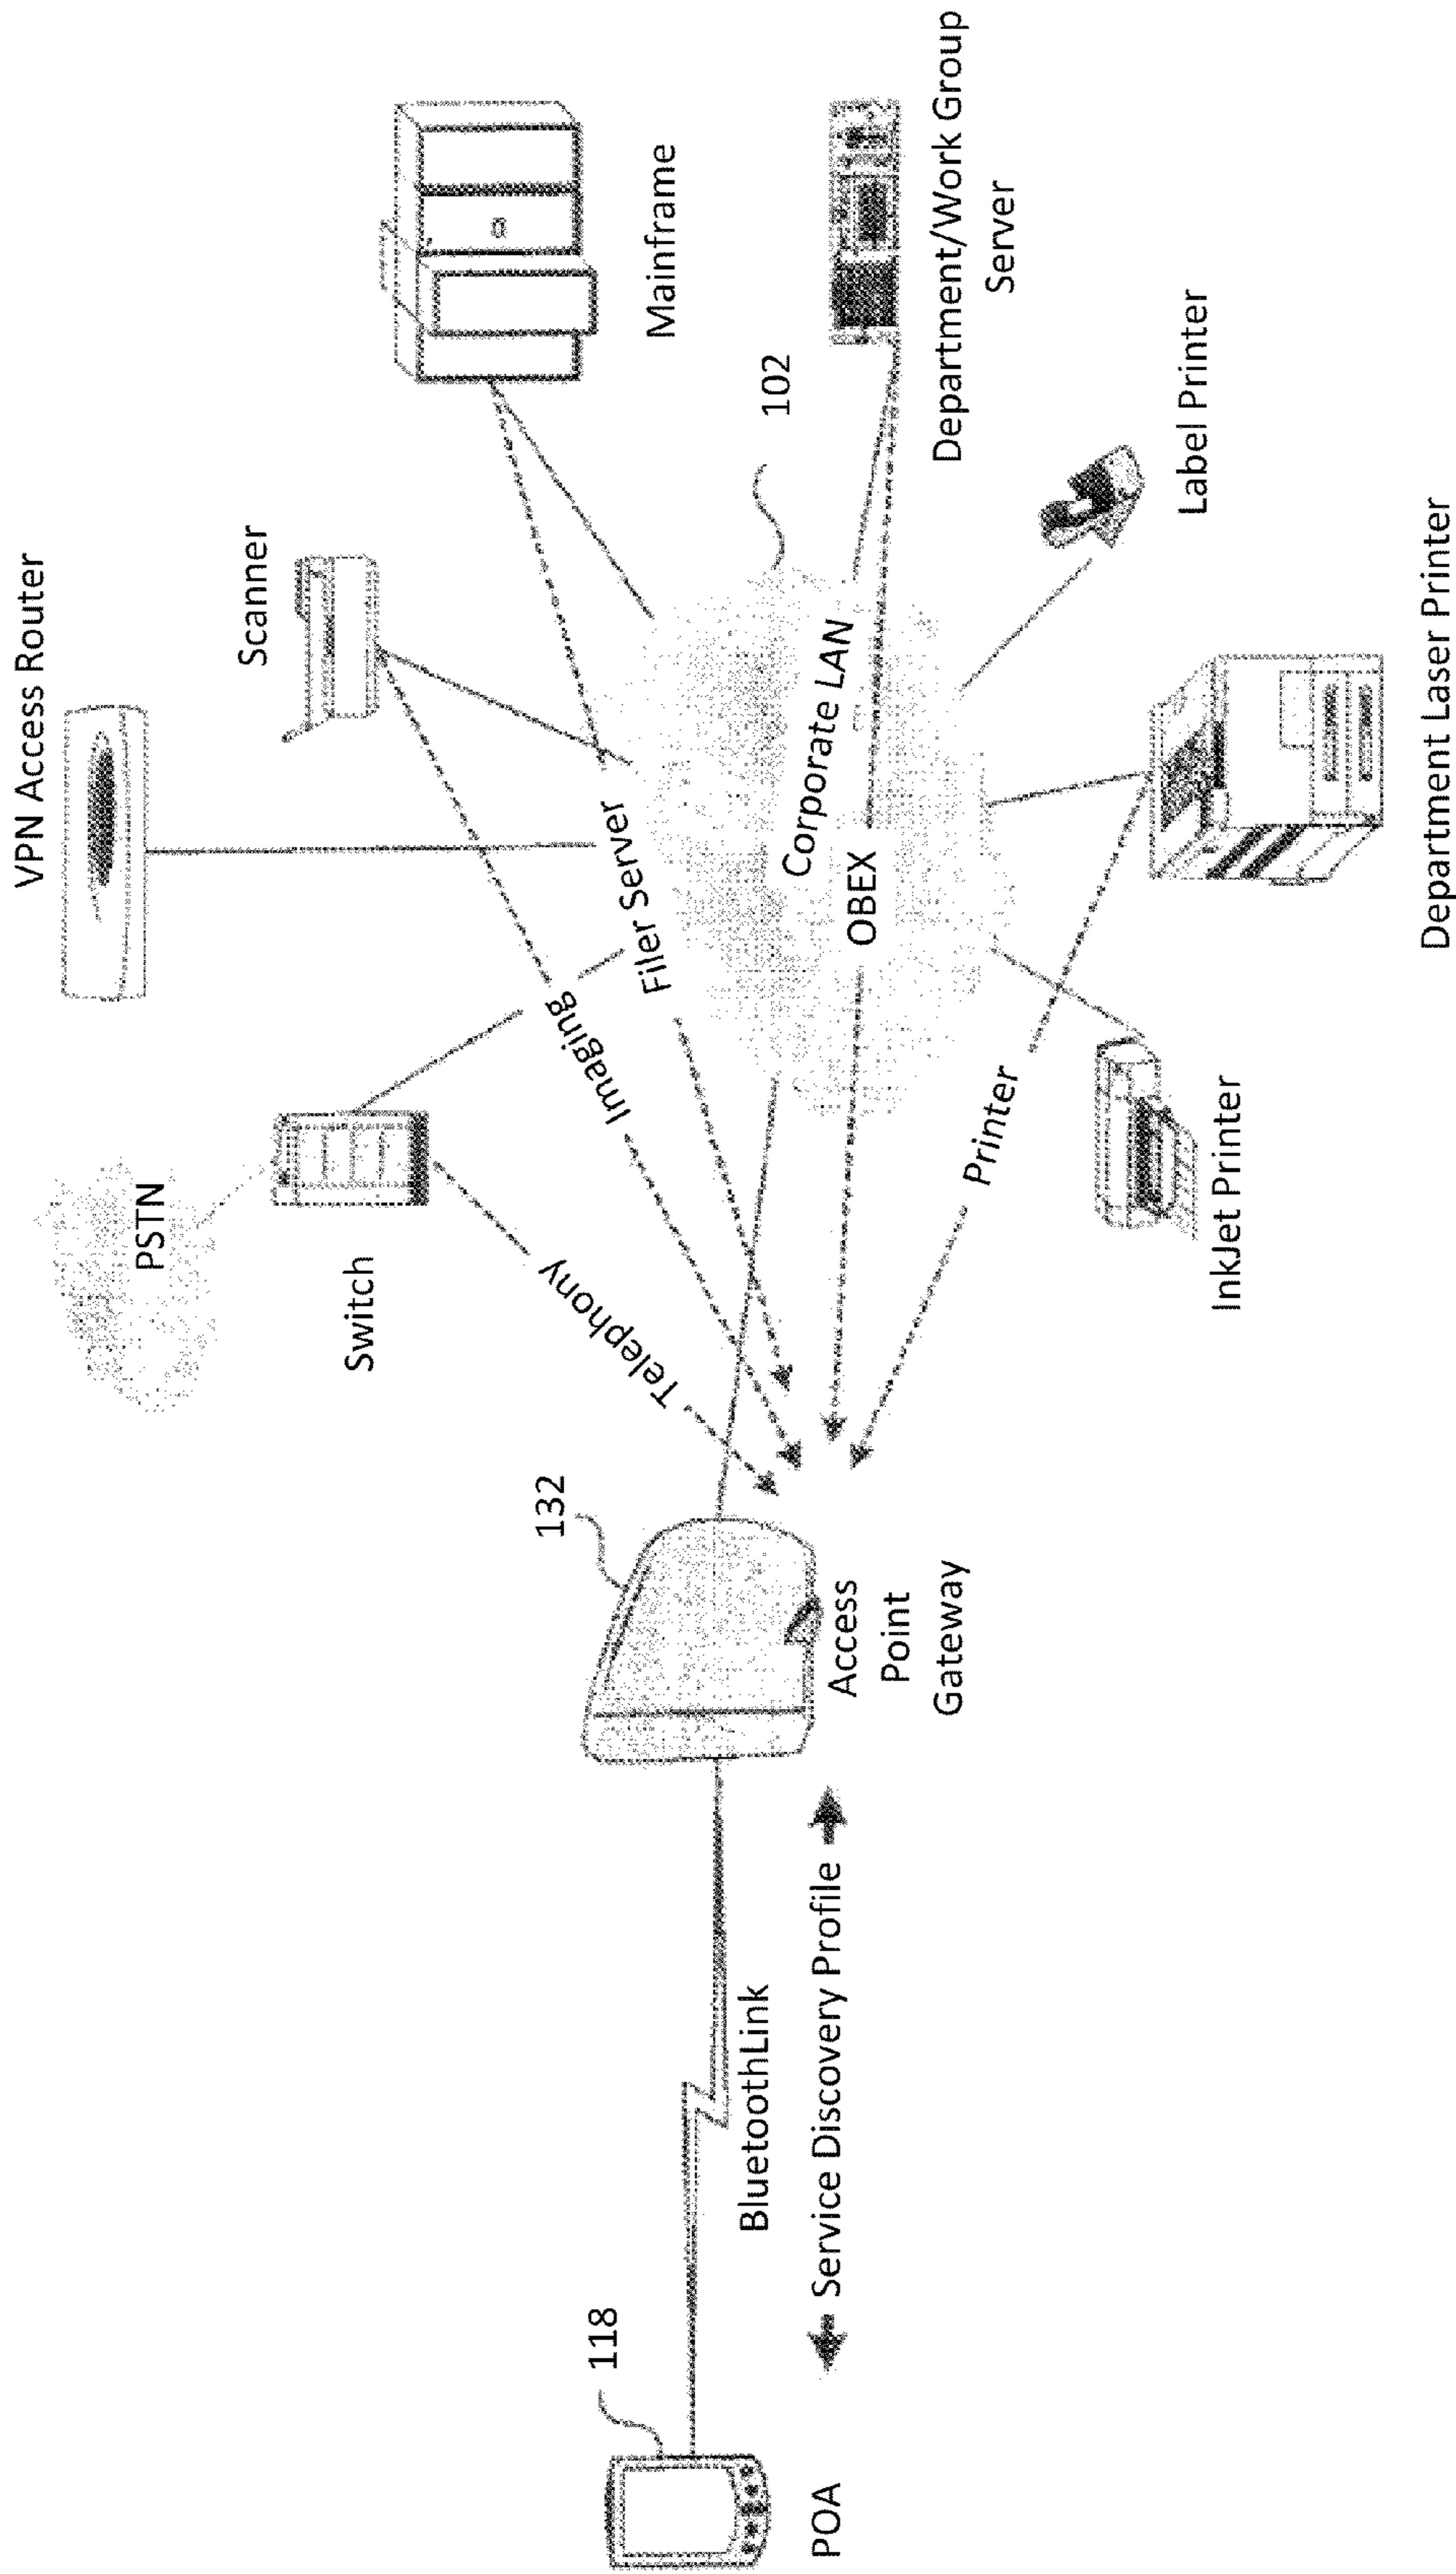 VPN Access Router
PSTN
Scanner
Switch
Mainframe
Telephony
Imaging
Filer Server
132
102
118
Corporate LAN
OBEX
Department/Work Group
Server
BluetoothLink
Access
Point
Gateway
POA
Service Discovery Profile
Printer
Label Printer
InkJet Printer
Department Laser Printer